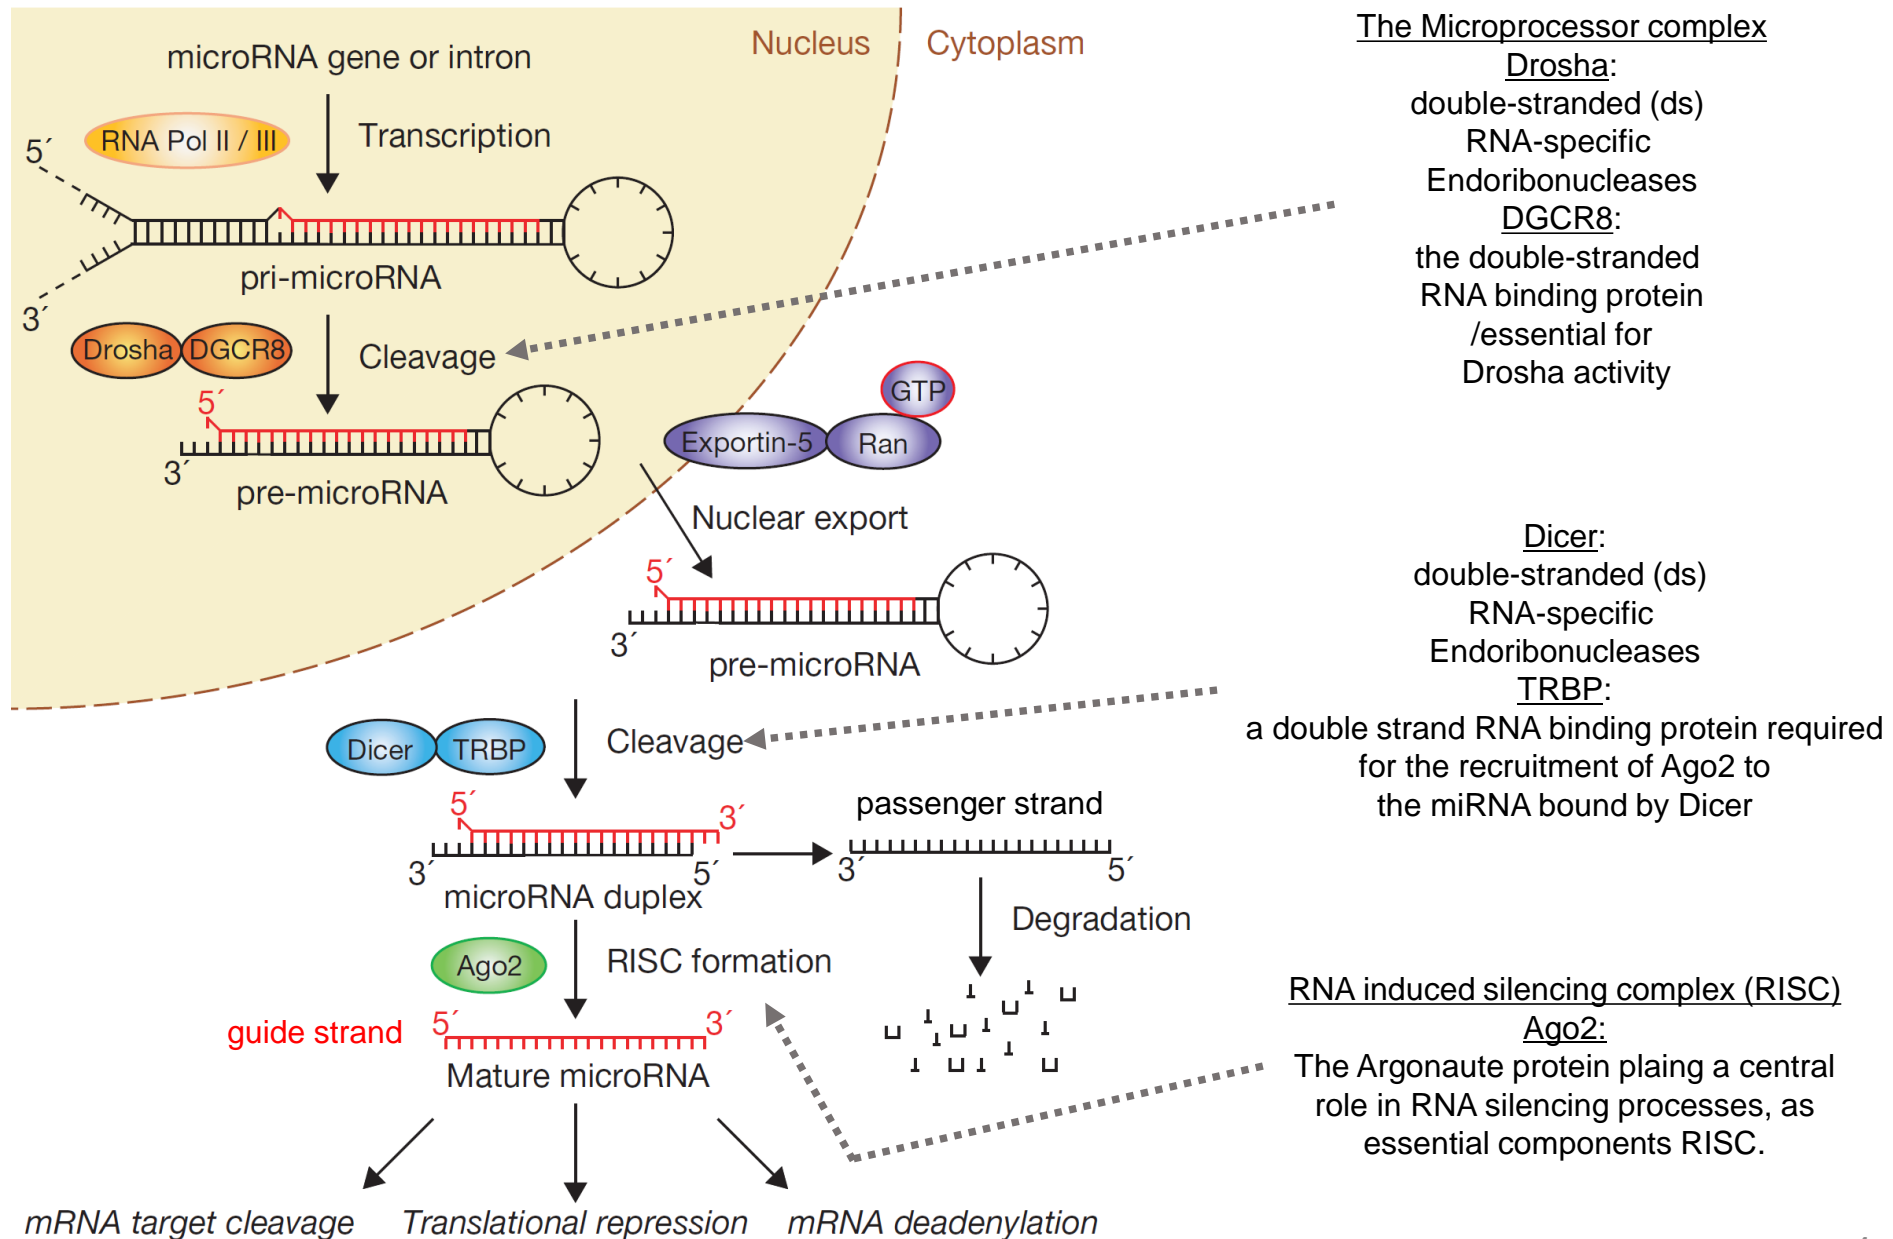 microRNA gene or intron
Nucleus
Cytoplasm
RNA Pol II / III
Transcription
5´
3´
pri-microRNA
Drosha
DGCR8
Cleavage
5´
3´
pre-microRNA
GTP
Exportin-5
Ran
Nuclear export
5´
3´
pre-microRNA
Dicer
TRBP
Cleavage
5´
3´
3´
5´
microRNA duplex
passenger strand
3´
5´
Degradation
Ago2
RISC formation
guide strand
5´
3´
Mature microRNA
mRNA target cleavage
Translational repression
mRNA deadenylation
The Microprocessor complex
Drosha:
double-stranded (ds)
RNA-specific
Endoribonucleases
DGCR8:
the double-stranded
RNA binding protein
/essential for
Drosha activity
Dicer:
double-stranded (ds)
RNA-specific
Endoribonucleases
TRBP:
a double strand RNA binding protein required
for the recruitment of Ago2 to
the miRNA bound by Dicer
RNA induced silencing complex (RISC)
Ago2:
The Argonaute protein plaing a central
role in RNA silencing processes, as
essential components RISC.